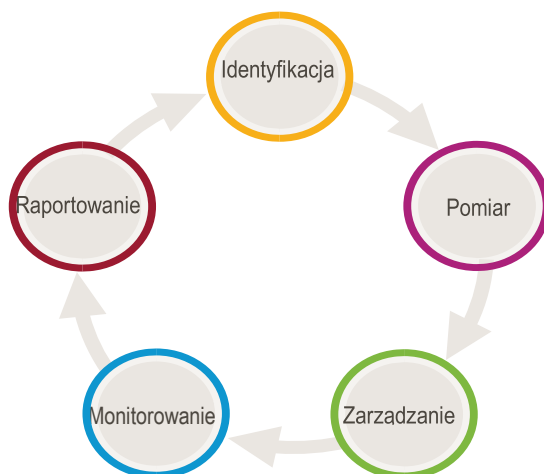 Identyfikacja
Pomiar
Zarządzanie
Monitorowanie
Raportowanie